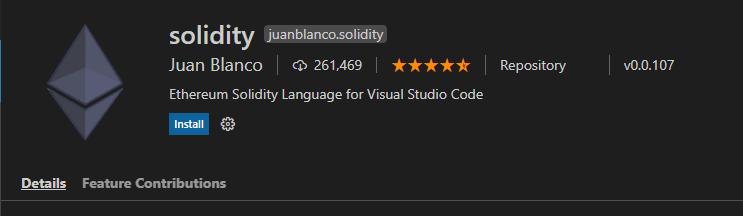 solidity juanblanco.solidity
Juan Blanco 261,469 Repository v0.0.107
Ethereum Solidity Language for Visual Studio Code
Install
Details Feature Contributions